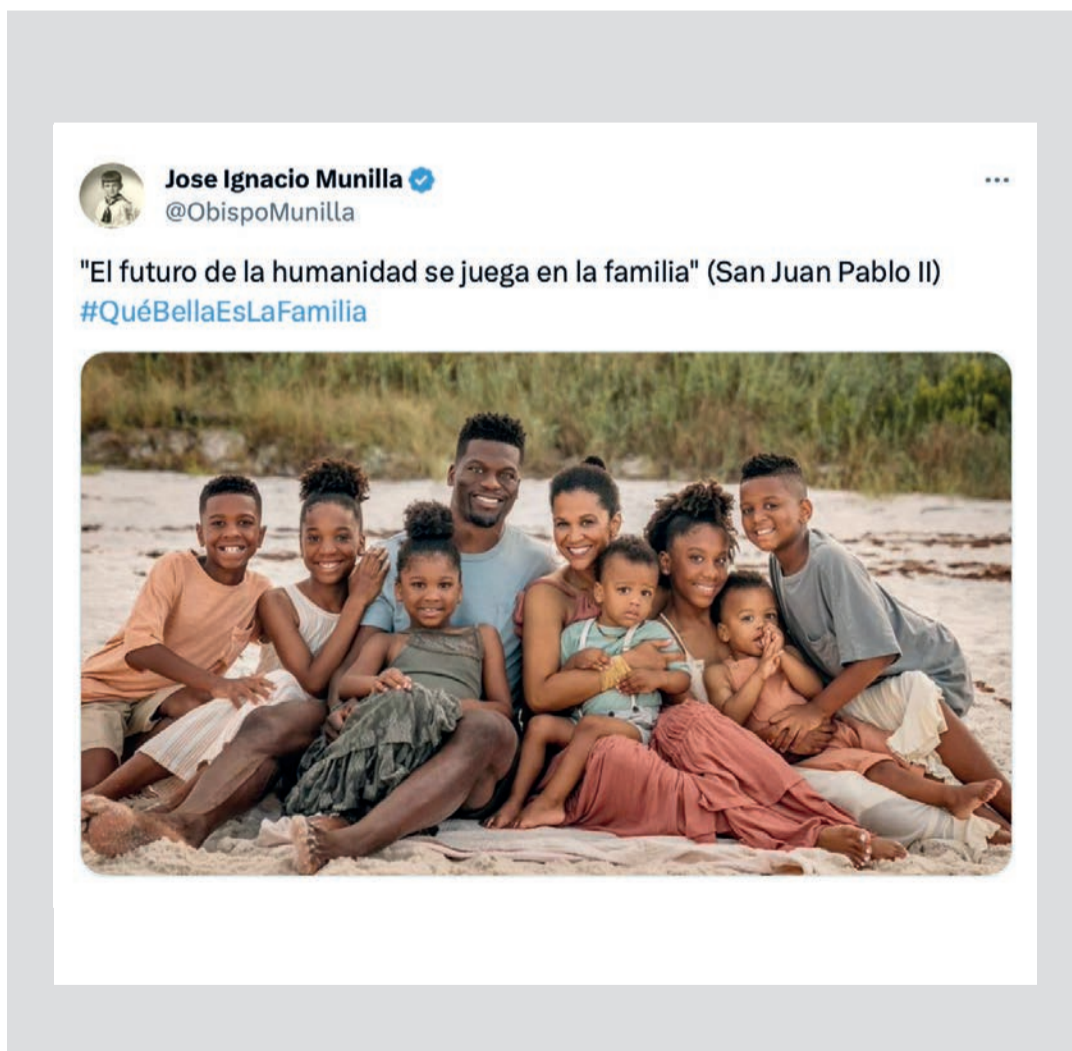 Jose Ignacio Munilla
@ObispoMunilla
"El futuro de la humanidad se juega en la familia" (San Juan Pablo II)
#QuéBellaEsLaFamilia